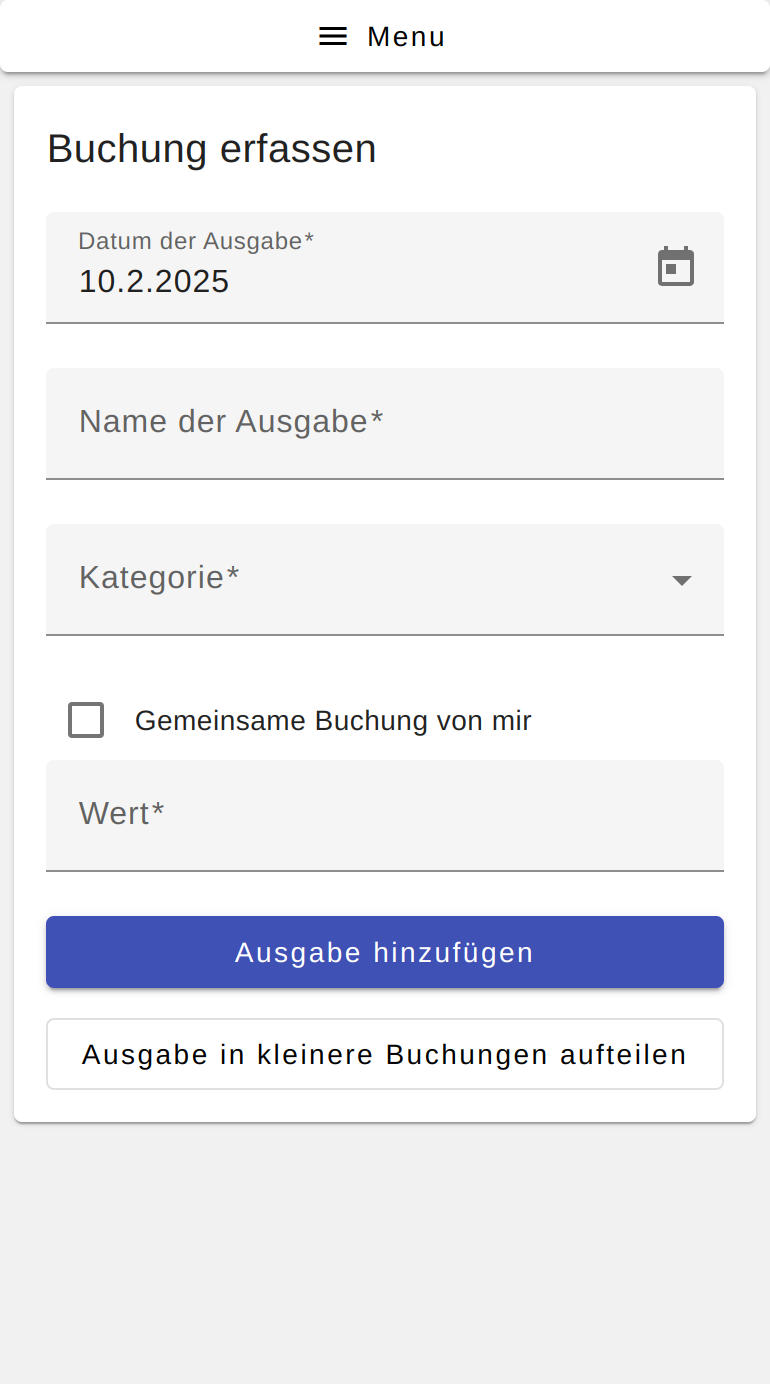 Menu
Buchung erfassen
Datum der Ausgabe*
10.2.2025
Name der Ausgabe*
Kategorie*
Gemeinsame Buchung von mir
Wert*
Ausgabe hinzufügen
Ausgabe in kleinere Buchungen aufteilen